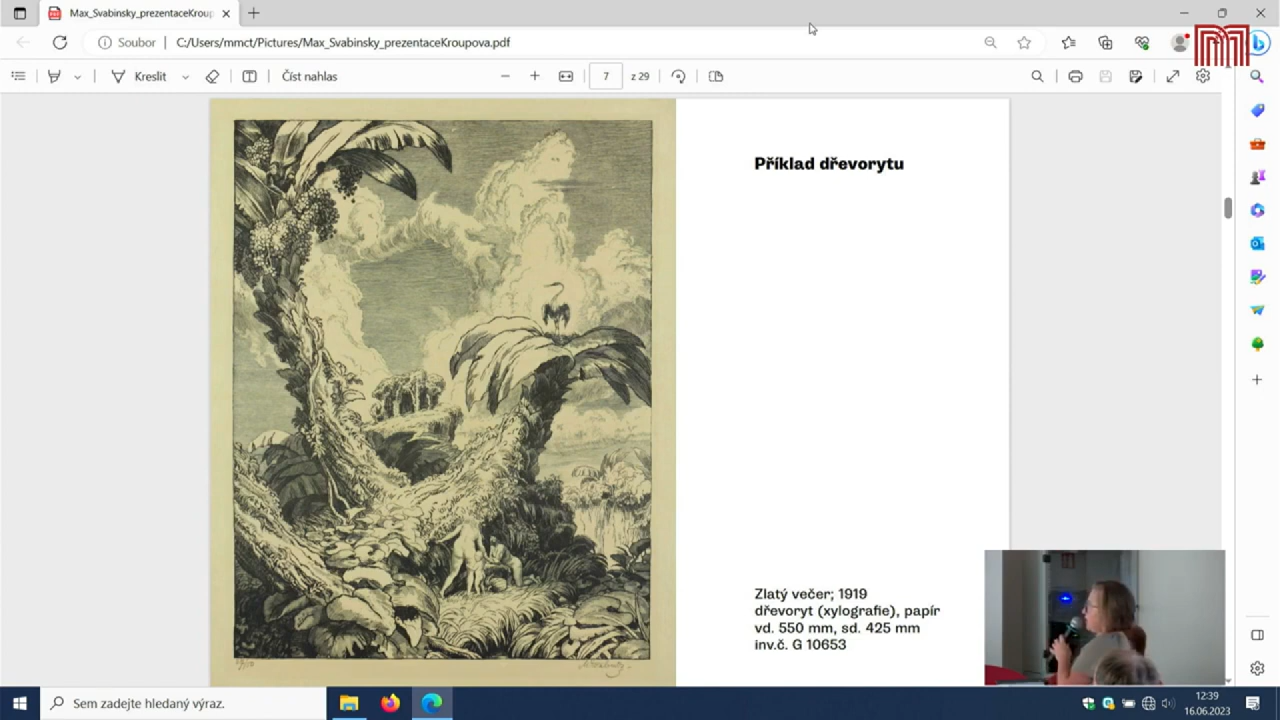 Max_Svabinsky_prezentaceKroup
Soubor
C:/Users/mmct/Pictures/Max_Svabinsky_prezentaceKroupova.pdf
Kreslit
Číst nahlas
7
z 29
Příklad dřevorytu
Zlatý večer; 1919
dřevoryt (xylografie), papír
vd. 550 mm, sd. 425 mm
inv.č. G 10653
Sem zadejte hledaný výraz.
12:39
16.06.2023